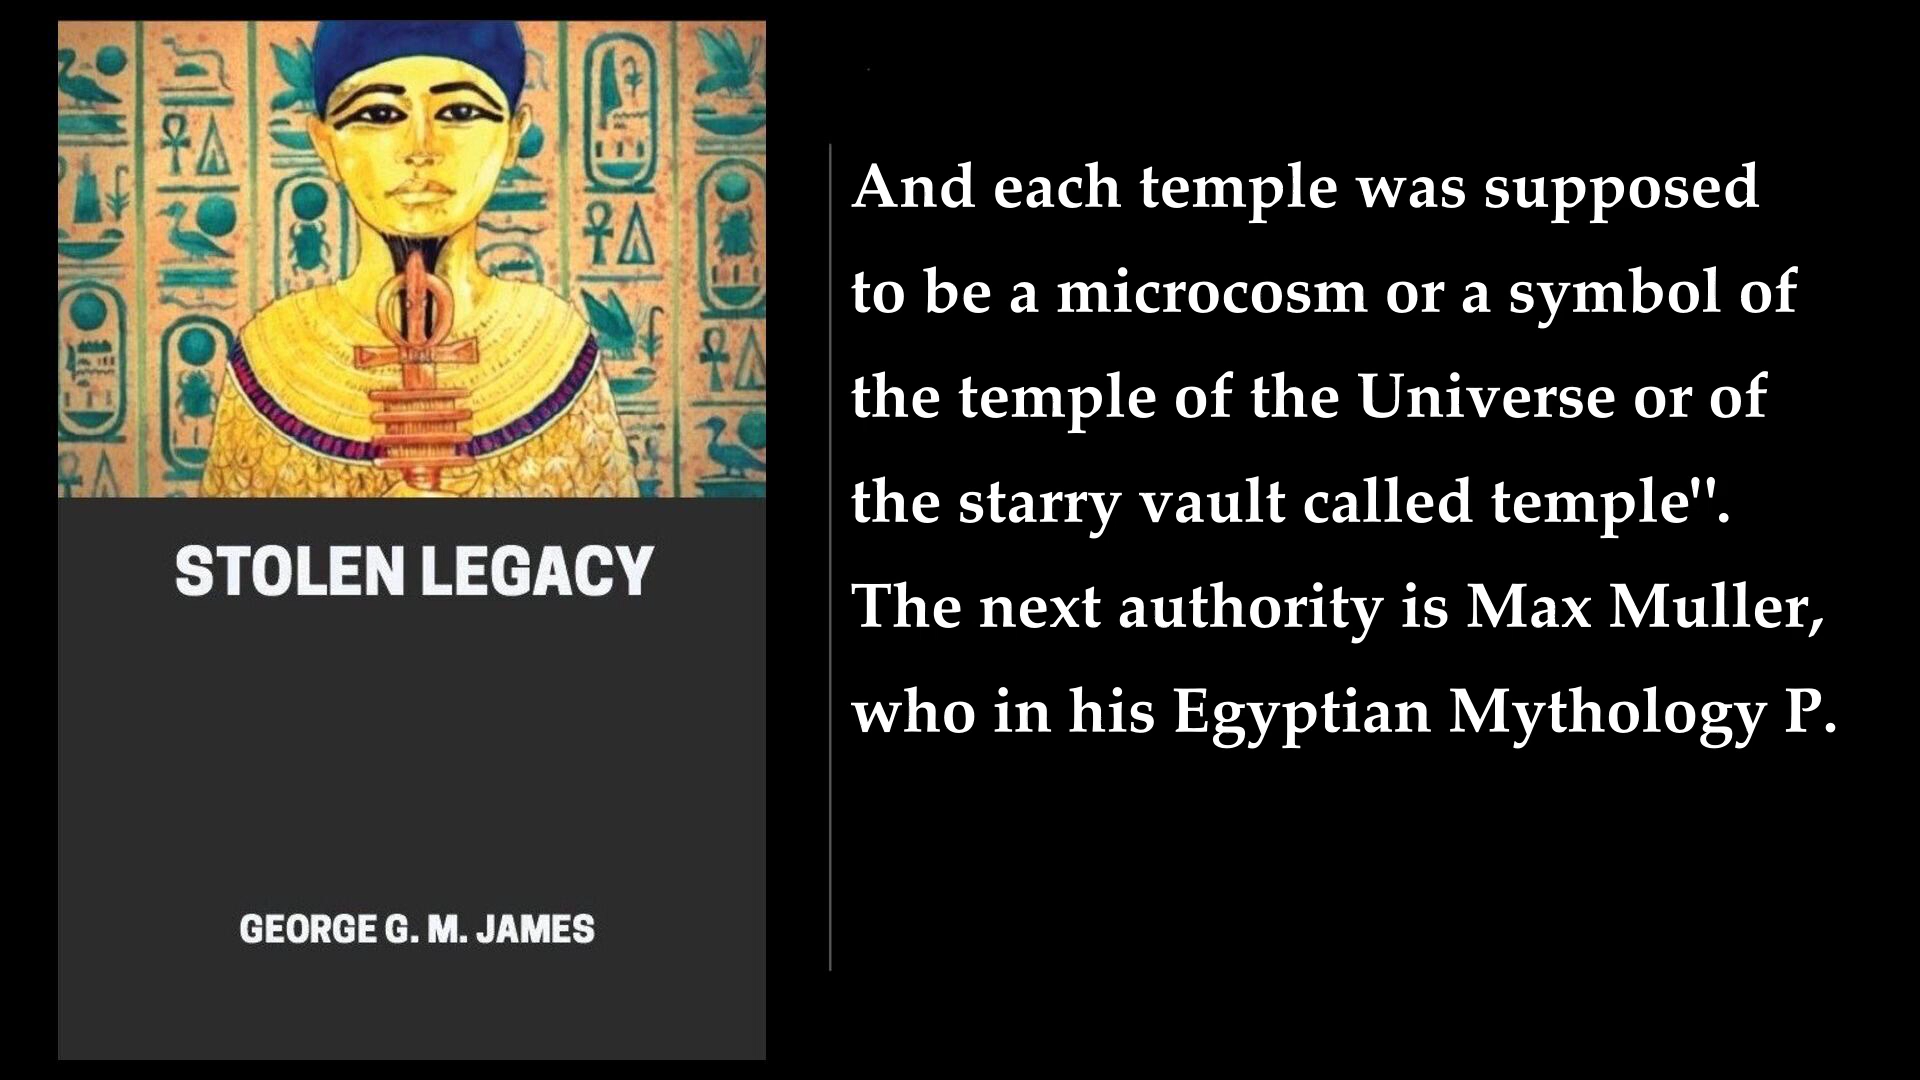 STOLEN LEGACY
GEORGE G. M. JAMES
And each temple was supposed
to be a microcosm or a symbol of
the temple of the Universe or of
the starry vault called temple".
The next authority is Max Muller,
who in his Egyptian Mythology P.